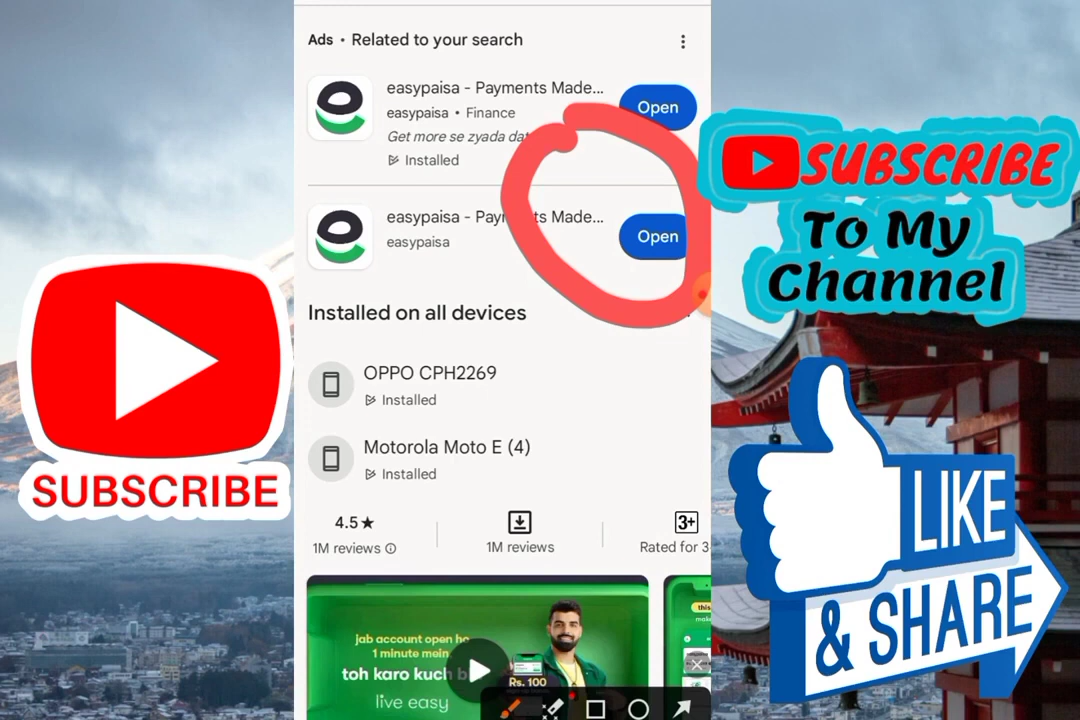 Ads • Related to your search
easypaisa - Payments Made...
easypaisa • Finance
Open
Get more se zyada
Installed
easypaisa - Payments Made...
easypaisa
Open
Installed on all devices
OPPO CPH2269
Installed
Motorola Moto E (4)
Installed
4.5★
1M reviews
1M reviews
3+
Rated for 3
jab account open ho
1 minute mein
toh karo kuch b
live easy
Rs. 100
this
SUBSCRIBE
SUBSCRIBE
To My
Channel
LIKE
& SHARE